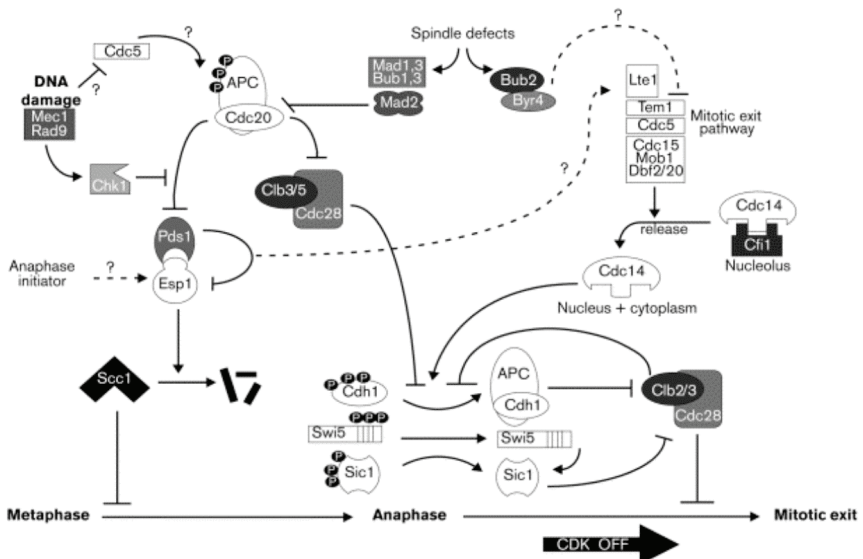 ?
Spindle defects
?
Cdc5
P
P
P
APC
Cdc20
?
DNA
damage
Mec1
Rad9
Chk1
Mad1,3
Bub1,3
Mad2
Bub2
Byr4
Lte1
Tem1
Cdc5
Cdc15
Mob1
Dbf2/20
Mitotic exit
pathway
?
Clb3/5
Cdc28
Cdc14
release
Cfi1
Nucleolus
Pds1
Esp1
Anaphase
initiator
?
Cdc14
Nucleus + cytoplasm
Scc1
P P P
Cdh1
APC
Cdh1
Clb2/3
Cdc28
P P P
Swi5
Swi5
P
P
P
Sic1
Sic1
Metaphase
Anaphase
Mitotic exit
CDK OFF